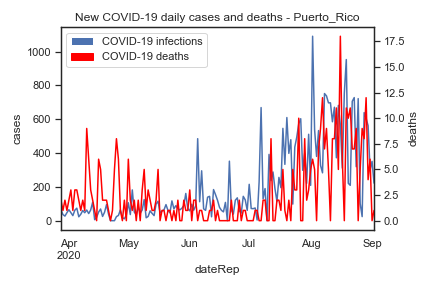 New COVID-19 daily cases and deaths - Puerto_Rico
COVID-19 infections
COVID-19 deaths
cases
1000
800
600
400
200
0
deaths
17.5
15.0
12.5
10.0
7.5
5.0
2.5
0.0
Apr May Jun Jul Aug Sep
2020
dateRep